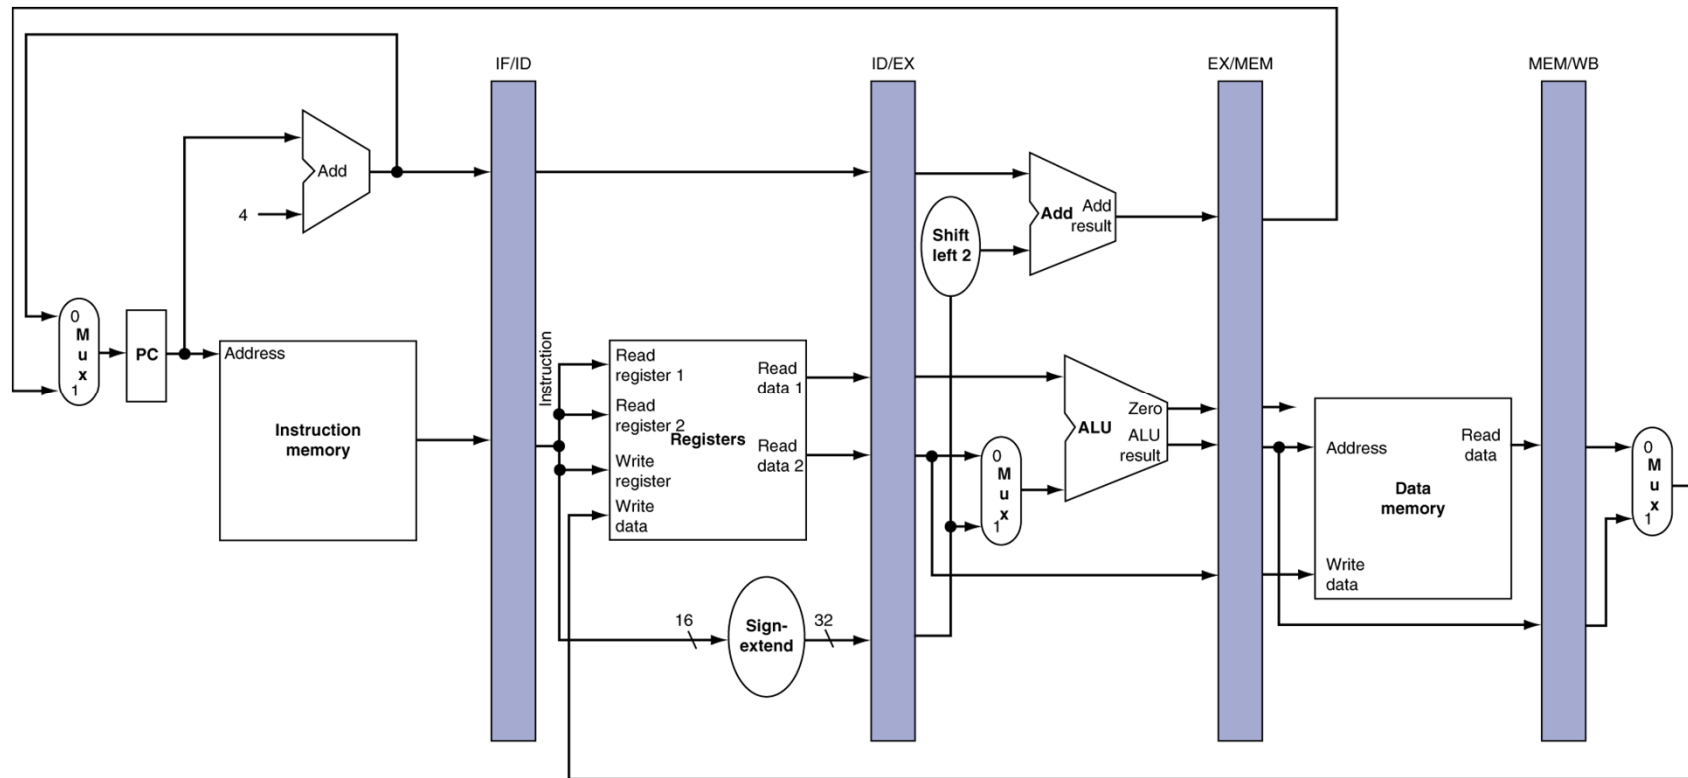 IF/ID
ID/EX
EX/MEM
MEM/WB
Add
4
Shift
left 2
Add
Add
result
0
M
u
x
1
PC
Address
Instruction
memory
Instruction
Read
register 1
Read
register 2
Registers
Write
register
Write
data
Read
data 1
Read
data 2
16
Sign-
extend
32
0
M
u
x
1
ALU
Zero
ALU
result
Address
Read
data
Data
memory
Write
data
0
M
u
x
1